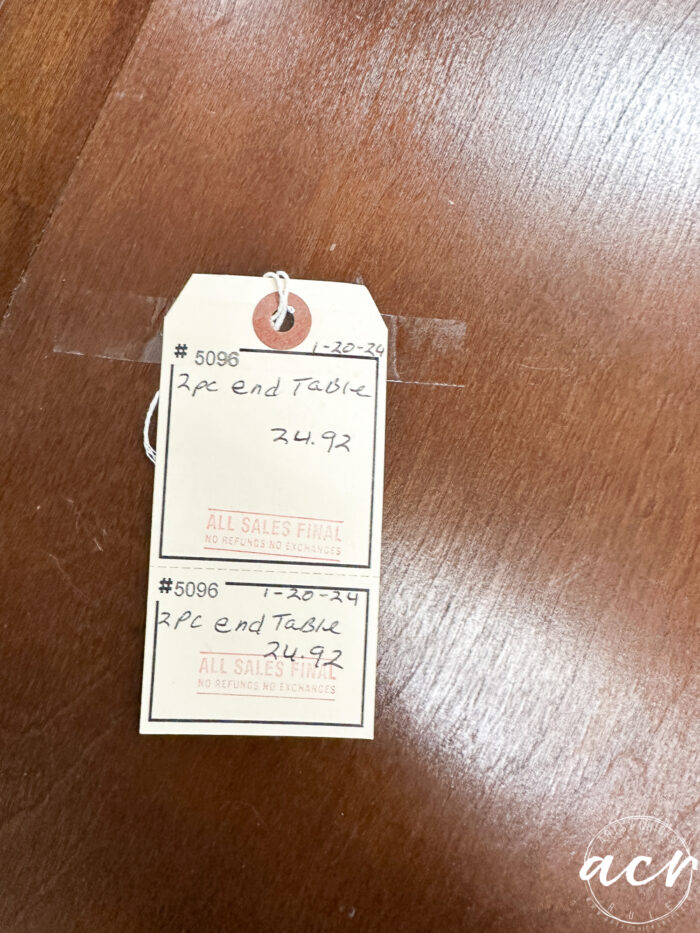 # 5096
1-20-24
2pc end Table
24.92
ALL SALES FINAL
NO REFUNDS NO EXCHANGES
#5096
1-20-24
2pc end Table
24.92
ALL SALES FINAL
NO REFUNDS NO EXCHANGES
acr